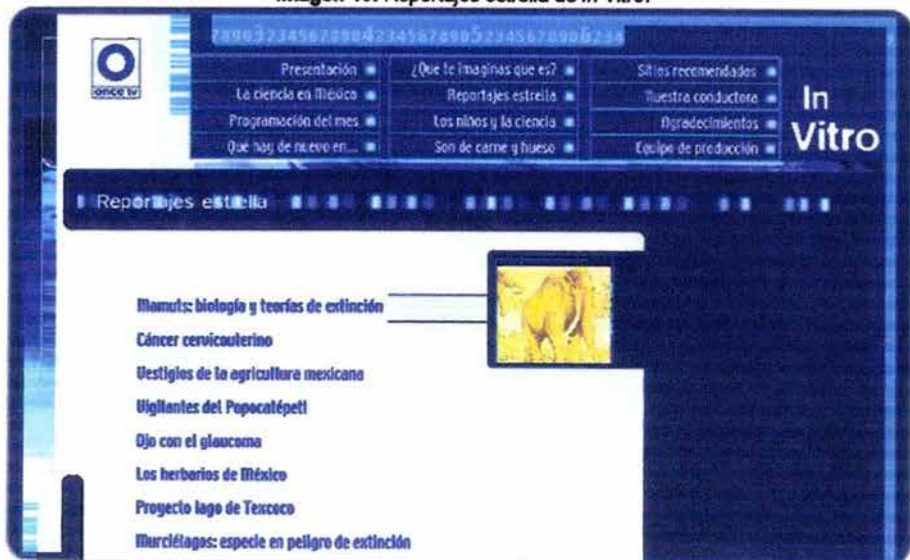 Reportajes estrella de In Vitro.
once tv
Presentación
La ciencia en México
Programación del mes
Qué hay de nuevo en...
¿Que te imaginas que es?
Reportajes estrella
Los niños y la ciencia
Son de carne y hueso
Sitios recomendados
Nuestra conductora
Agradecimientos
Equipo de producción
In
Vitro
Reportajes estrella
Mamuts: biología y teorías de extinción
Cáncer cervicouterino
Vestigios de la agricultura mexicana
Vigilantes del Popocatépetl
Ojo con el glaucoma
Los herbarios de México
Proyecto lago de Texcoco
Murciélagos: especie en peligro de extinción